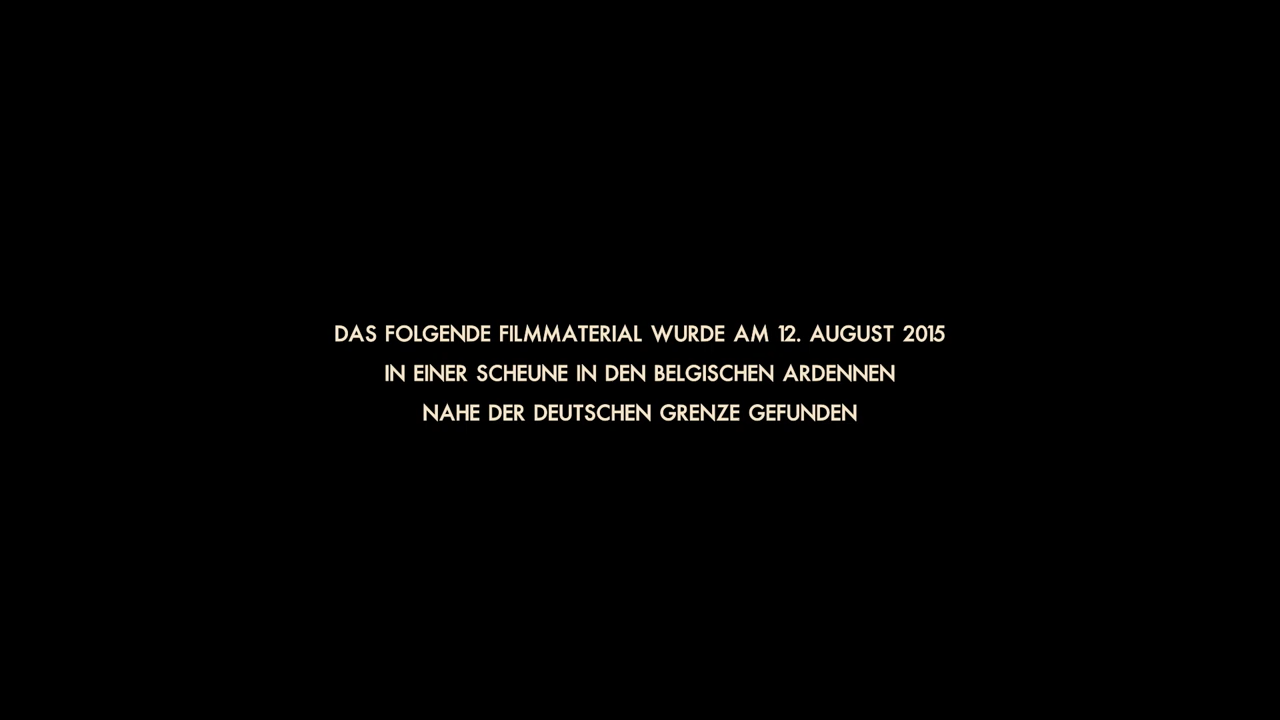 DAS FOLGENDE FILMMATERIAL WURDE AM 12. AUGUST 2015
IN EINER SCHEUNE IN DEN BELGISCHEN ARDENNEN
NAHE DER DEUTSCHEN GRENZE GEFUNDEN